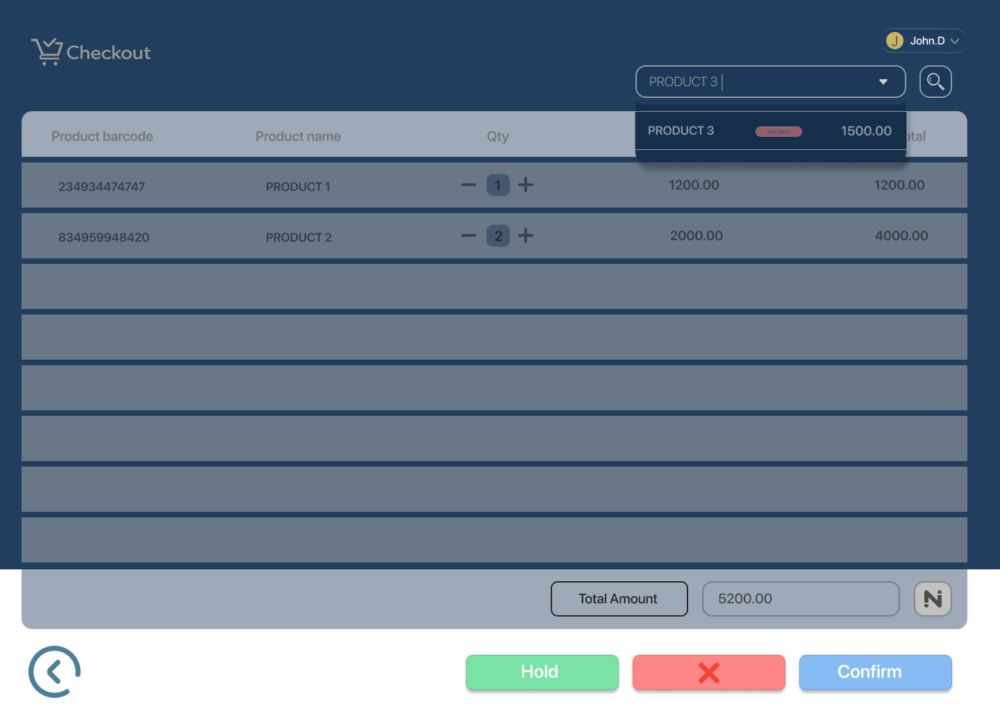 Checkout
J John.D
PRODUCT 3
Product barcode Product name Qty otal
PRODUCT 3 low stock 1500.00
234934474747 PRODUCT 1 1 1200.00 1200.00
834959948420 PRODUCT 2 2 2000.00 4000.00
Total Amount 5200.00 N
Hold Confirm